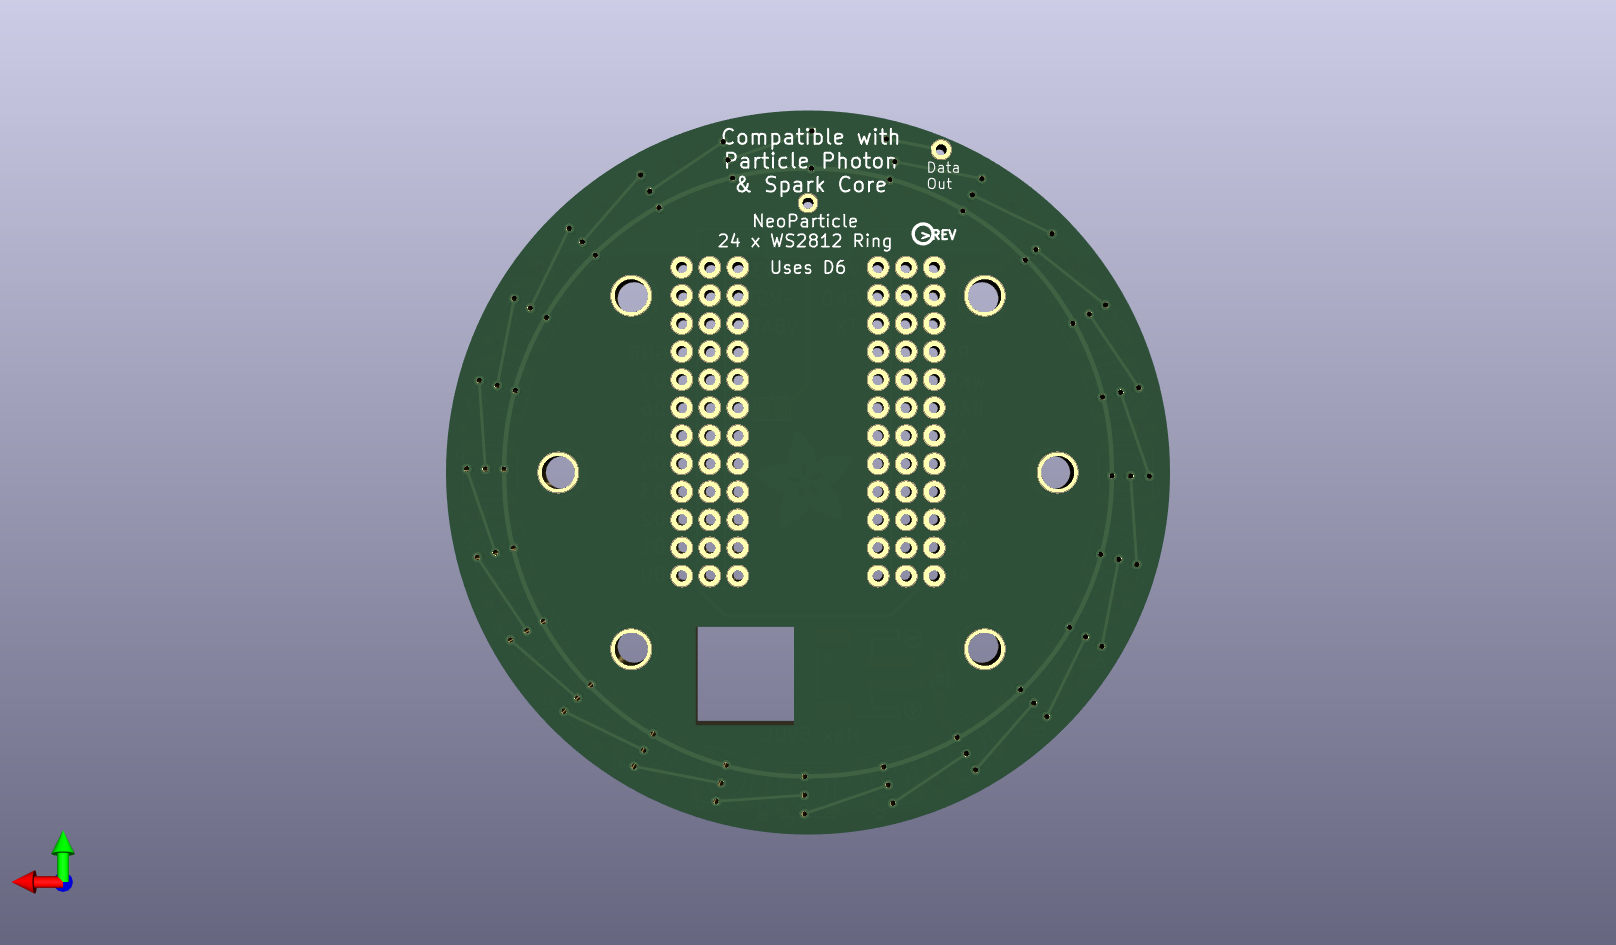 Compatible with
Particle Photon
& Spark Core
Data
Out
NeoParticle
24 x WS2812 Ring
>REV
Uses D6